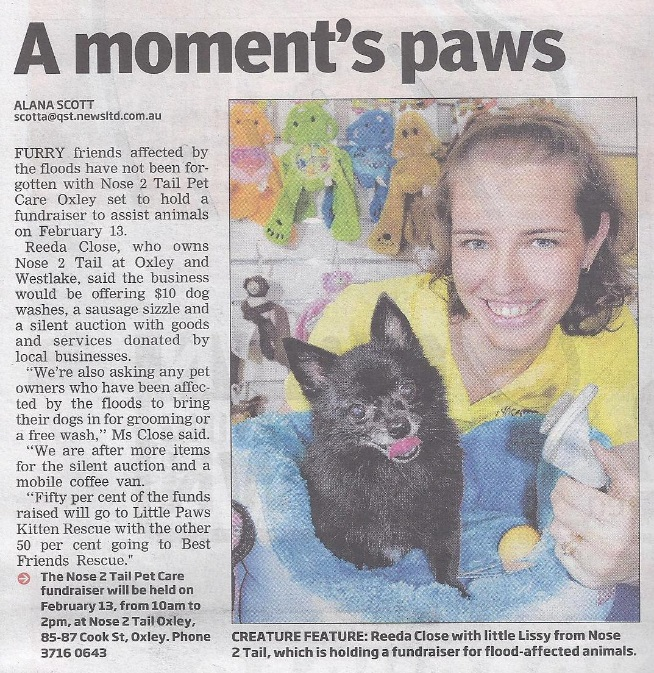 A moment's paws
ALANA SCOTT
scotta@qst.newsltd.com.au
FURRY friends affected by
the floods have not been for-
gotten with Nose 2 Tail Pet
Care Oxley set to hold a
fundraiser to assist animals
on February 13.
Reeda Close, who owns
Nose 2 Tail at Oxley and
Westlake, said the business
would be offering $10 dog
washes, a sausage sizzle and
a silent auction with goods
and services donated by
local businesses.
"We're also asking any pet
owners who have been affec-
ted by the floods to bring
their dogs in for grooming or
a free wash," Ms Close said.
"We are after more items
for the silent auction and a
mobile coffee van.
"Fifty per cent of the funds
raised will go to Little Paws
Kitten Rescue with the other
50 per cent going to Best
Friends Rescue."
The Nose 2 Tail Pet Care
fundraiser will be held on
February 13, from 10am to
2pm, at Nose 2 Tail Oxley,
85-87 Cook St, Oxley. Phone
3716 0643
CREATURE FEATURE: Reeda Close with little Lissy from Nose
2 Tail, which is holding a fundraiser for flood-affected animals.